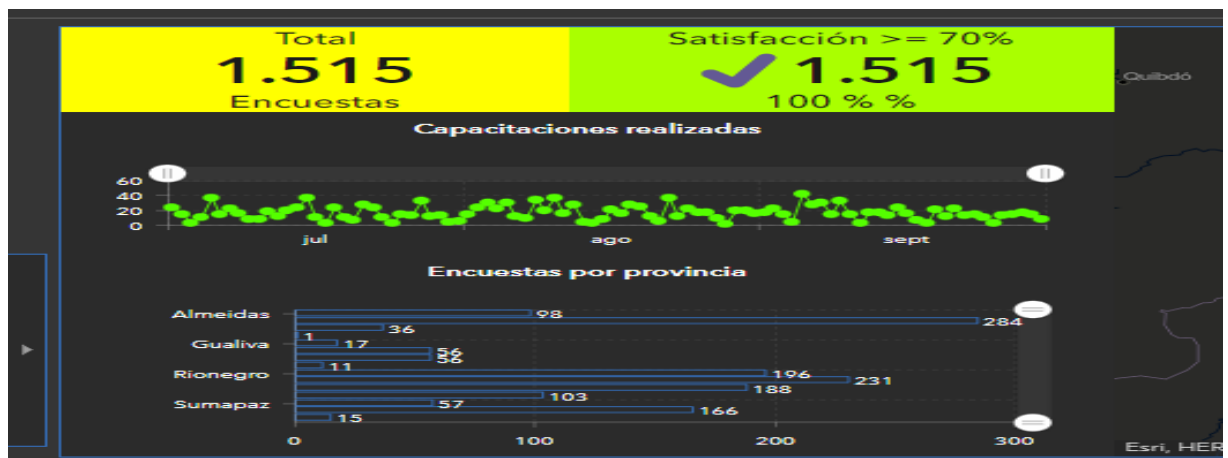 Total
1.515
Encuestas
Satisfacción >= 70%
1.515
100 % %
Quibdó
Capacitaciones realizadas
60
40
20
0
jul ago sept
Encuestas por provincia
Almeidas 98
284
36
1
Gualiva 17
56
56
11
Rionegro 196
231
188
103
Sumapaz 57
166
15
0 100 200 300
Esri, HER